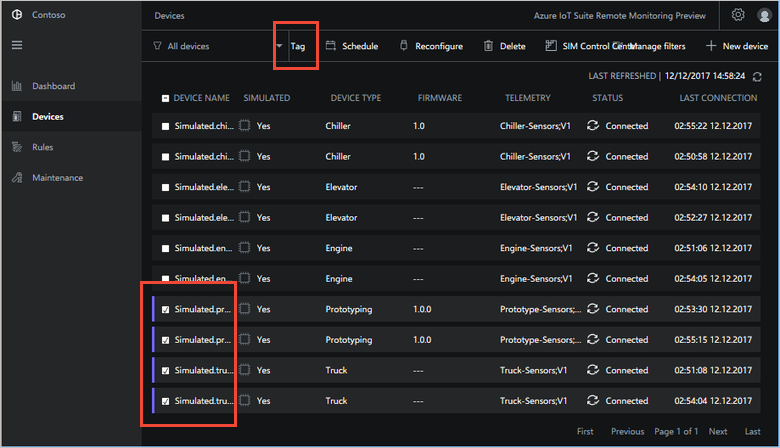 Contoso
Devices
Azure IoT Suite Remote Monitoring Preview
All devices
Tag
Schedule
Reconfigure
Delete
SIM Control Center
Manage filters
New device
LAST REFRESHED | 12/12/2017 14:58:24
Dashboard
Devices
Rules
Maintenance
DEVICE NAME SIMULATED DEVICE TYPE FIRMWARE TELEMETRY STATUS LAST CONNECTION
Simulated.chi... Yes Chiller 1.0 Chiller-Sensors;V1 Connected 02:55:22 12.12.2017
Simulated.chi... Yes Chiller 1.0 Chiller-Sensors;V1 Connected 02:50:58 12.12.2017
Simulated.ele... Yes Elevator --- Elevator-Sensors;V1 Connected 02:54:10 12.12.2017
Simulated.ele... Yes Elevator --- Elevator-Sensors;V1 Connected 02:52:27 12.12.2017
Simulated.en... Yes Engine --- Engine-Sensors;V1 Connected 02:51:06 12.12.2017
Simulated.en... Yes Engine --- Engine-Sensors;V1 Connected 02:54:05 12.12.2017
Simulated.pr... Yes Prototyping 1.0.0 Prototype-Sensors;... Connected 02:53:30 12.12.2017
Simulated.pr... Yes Prototyping 1.0.0 Prototype-Sensors;... Connected 02:55:15 12.12.2017
Simulated.tru... Yes Truck --- Truck-Sensors;V1 Connected 02:51:08 12.12.2017
Simulated.tru... Yes Truck --- Truck-Sensors;V1 Connected 02:54:04 12.12.2017
First Previous Page 1 of 1 Next Last